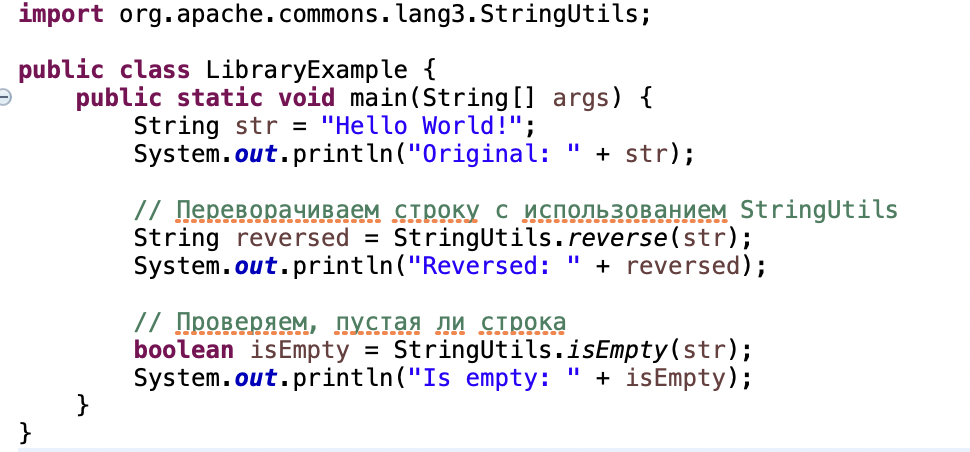 import org.apache.commons.lang3.StringUtils;

public class LibraryExample {
    public static void main(String[] args) {
        String str = "Hello World!";
        System.out.println("Original: " + str);

        // Переворачиваем строку с использованием StringUtils
        String reversed = StringUtils.reverse(str);
        System.out.println("Reversed: " + reversed);

        // Проверяем, пустая ли строка
        boolean isEmpty = StringUtils.isEmpty(str);
        System.out.println("Is empty: " + isEmpty);
    }
}